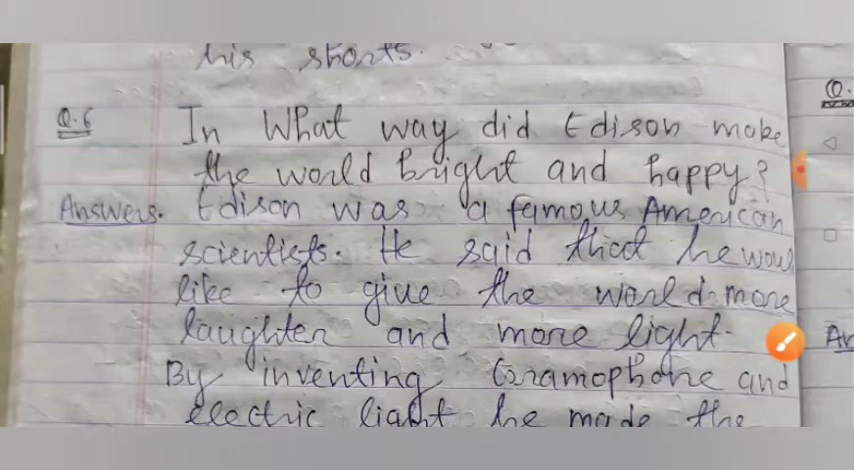 his shorts.
Q.6 In What way did Edison make
the world bright and happy?
Answers. Edison was a famous American
scientists. He said that he woul
like to give the world more
laughter and more light.
By inventing Gramophone and
electric light he made the
Q.
An